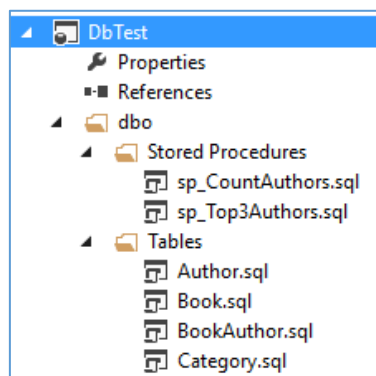 DbTest
Properties
References
dbo
Stored Procedures
sp_CountAuthors.sql
sp_Top3Authors.sql
Tables
Author.sql
Book.sql
BookAuthor.sql
Category.sql